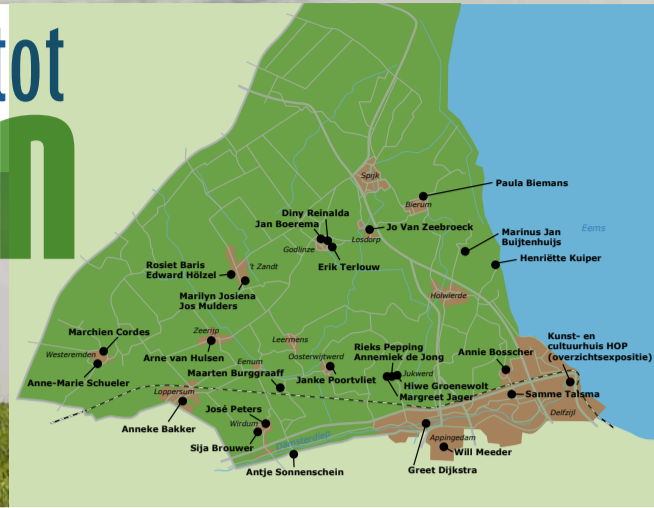 tot
n
Spijk
Paula Biemans
Bierum
Diny Reinalda
Jan Boerema
Jo Van Zeebroeck
Godlinze
Losdorp
Erik Terlouw
Marinus Jan
Buijtenhuijs
Eems
Henriëtte Kuiper
Rosiet Baris
Edward Hölzel
't Zandt
Marilyn Josiena
Jos Mulders
Holwierde
Marchien Cordes
Westeremden
Anne-Marie Schueler
Zeerijp
Arne van Hulsen
Leermens
Eenum
Oosterwijtwerd
Maarten Burggraaff
Janke Poortvliet
Rieks Pepping
Annemiek de Jong
Jukwerd
Hiwe Groenewolt
Margreet Jager
Annie Bosscher
Kunst- en
cultuurhuis HOP
(overzichtsexpositie)
Samme Talsma
Delfzijl
Loppersum
Anneke Bakker
José Peters
Wirdum
Sija Brouwer
Damsterdiep
Antje Sonnenschein
Appingedam
Will Meeder
Greet Dijkstra